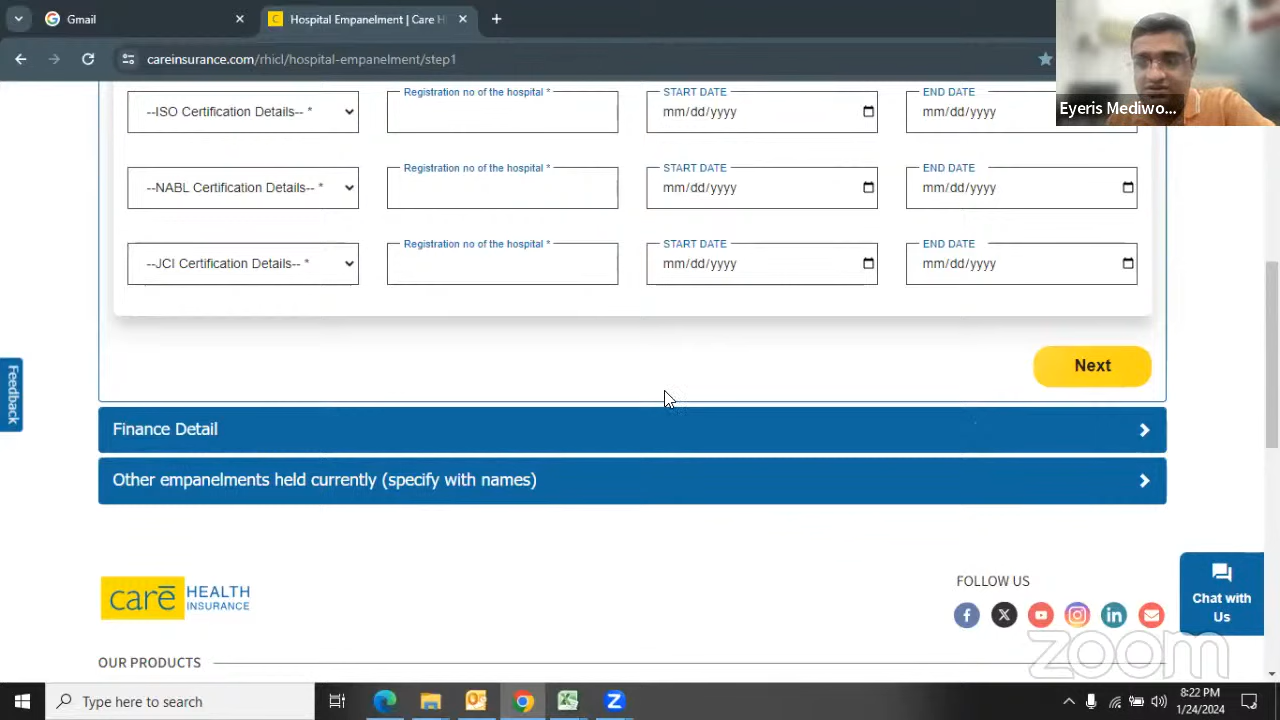 Gmail
Hospital Empanelment | Care H
careinsurance.com/rhicl/hospital-empanelment/step1
Eyeris Mediwo...
--ISO Certification Details-- *
Registration no of the hospital *
START DATE
mm/dd/yyyy
END DATE
mm/dd/yyyy
--NABL Certification Details-- *
Registration no of the hospital *
START DATE
mm/dd/yyyy
END DATE
mm/dd/yyyy
--JCI Certification Details-- *
Registration no of the hospital *
START DATE
mm/dd/yyyy
END DATE
mm/dd/yyyy
Next
Feedback
Finance Detail
Other empanelments held currently (specify with names)
carē HEALTH
INSURANCE
FOLLOW US
Chat with
Us
OUR PRODUCTS
zoom
Type here to search
8:22 PM
1/24/2024